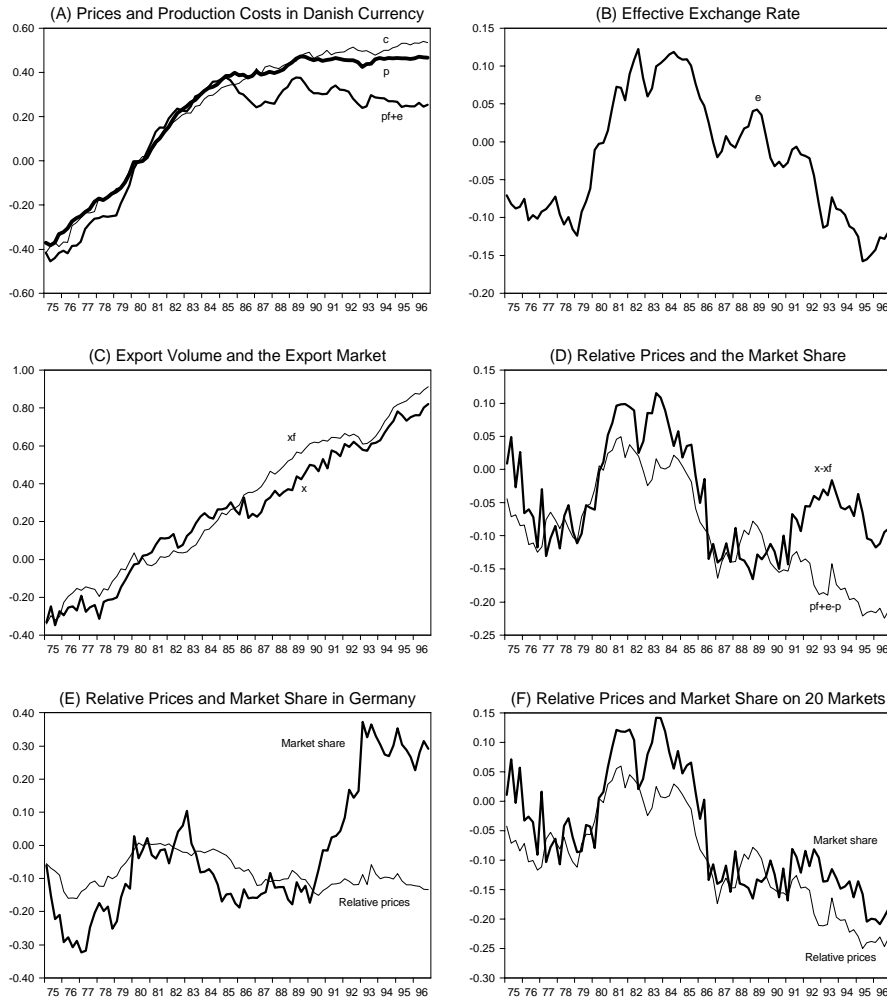 (A) Prices and Production Costs in Danish Currency
0.60
0.40
0.20
0.00
-0.20
-0.40
-0.60
c
p
pf+e
75 76 77 78 79 80 81 82 83 84 85 86 87 88 89 90 91 92 93 94 95 96
(B) Effective Exchange Rate
0.15
0.10
0.05
0.00
-0.05
-0.10
-0.15
-0.20
e
75 76 77 78 79 80 81 82 83 84 85 86 87 88 89 90 91 92 93 94 95 96
(C) Export Volume and the Export Market
1.00
0.80
0.60
0.40
0.20
0.00
-0.20
-0.40
xf
x
75 76 77 78 79 80 81 82 83 84 85 86 87 88 89 90 91 92 93 94 95 96
(D) Relative Prices and the Market Share
0.15
0.10
0.05
0.00
-0.05
-0.10
-0.15
-0.20
-0.25
x-xf
pf+e-p
75 76 77 78 79 80 81 82 83 84 85 86 87 88 89 90 91 92 93 94 95 96
(E) Relative Prices and Market Share in Germany
0.40
0.30
0.20
0.10
0.00
-0.10
-0.20
-0.30
-0.40
Market share
Relative prices
75 76 77 78 79 80 81 82 83 84 85 86 87 88 89 90 91 92 93 94 95 96
(F) Relative Prices and Market Share on 20 Markets
0.15
0.10
0.05
0.00
-0.05
-0.10
-0.15
-0.20
-0.25
-0.30
Market share
Relative prices
75 76 77 78 79 80 81 82 83 84 85 86 87 88 89 90 91 92 93 94 95 96